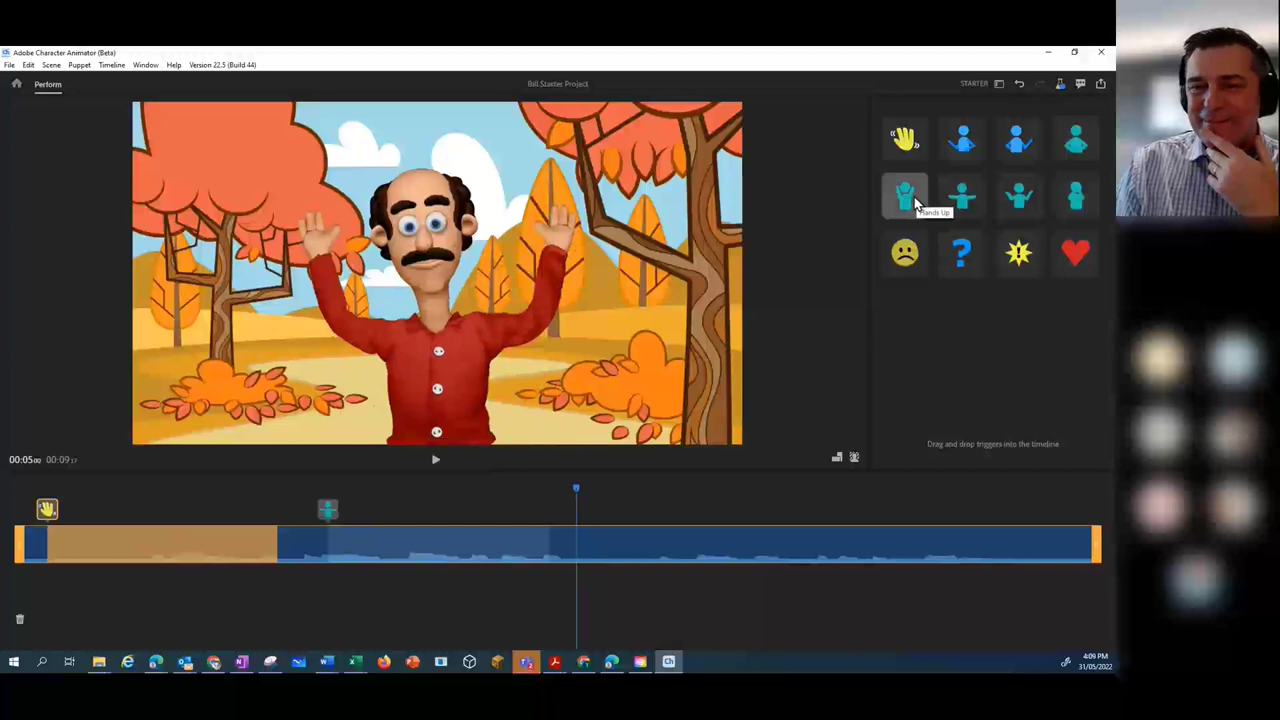 Adobe Character Animator (Beta)
File Edit Scene Puppet Timeline Window Help Version 22.5 (Build 44)
Perform
Bill Starter Project
STARTER
Hands Up
Drag and drop triggers into the timeline
00:05 00 00:09 17
Ch
4:09 PM
31/05/2022